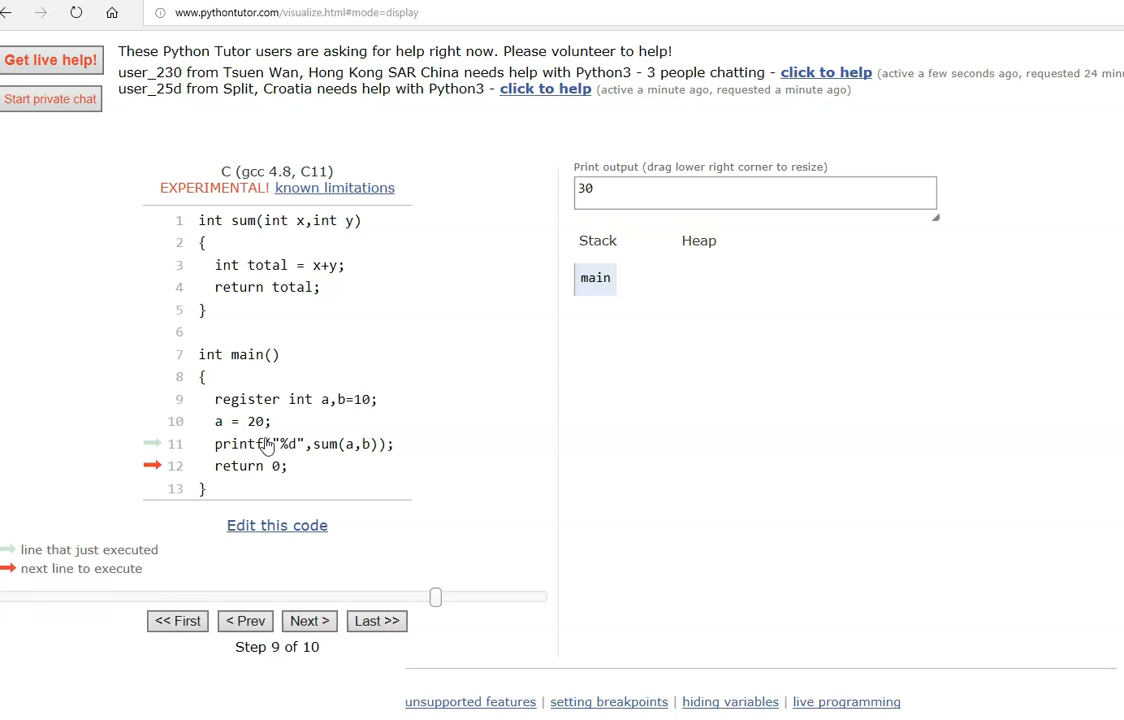 www.pythontutor.com/visualize.html#mode=display
Get live help!
Start private chat
These Python Tutor users are asking for help right now. Please volunteer to help!
user_230 from Tsuen Wan, Hong Kong SAR China needs help with Python3 - 3 people chatting - click to help (active a few seconds ago, requested 24 min
user_25d from Split, Croatia needs help with Python3 - click to help (active a minute ago, requested a minute ago)
C (gcc 4.8, C11)
EXPERIMENTAL! known limitations
1 int sum(int x,int y)
2 {
3 int total = x+y;
4 return total;
5 }
6
7 int main()
8 {
9 register int a,b=10;
10 a = 20;
11 printf("%d",sum(a,b));
12 return 0;
13 }
Edit this code
line that just executed
next line to execute
<< First < Prev Next > Last >>
Step 9 of 10
Print output (drag lower right corner to resize)
30
Stack Heap
main
unsupported features | setting breakpoints | hiding variables | live programming